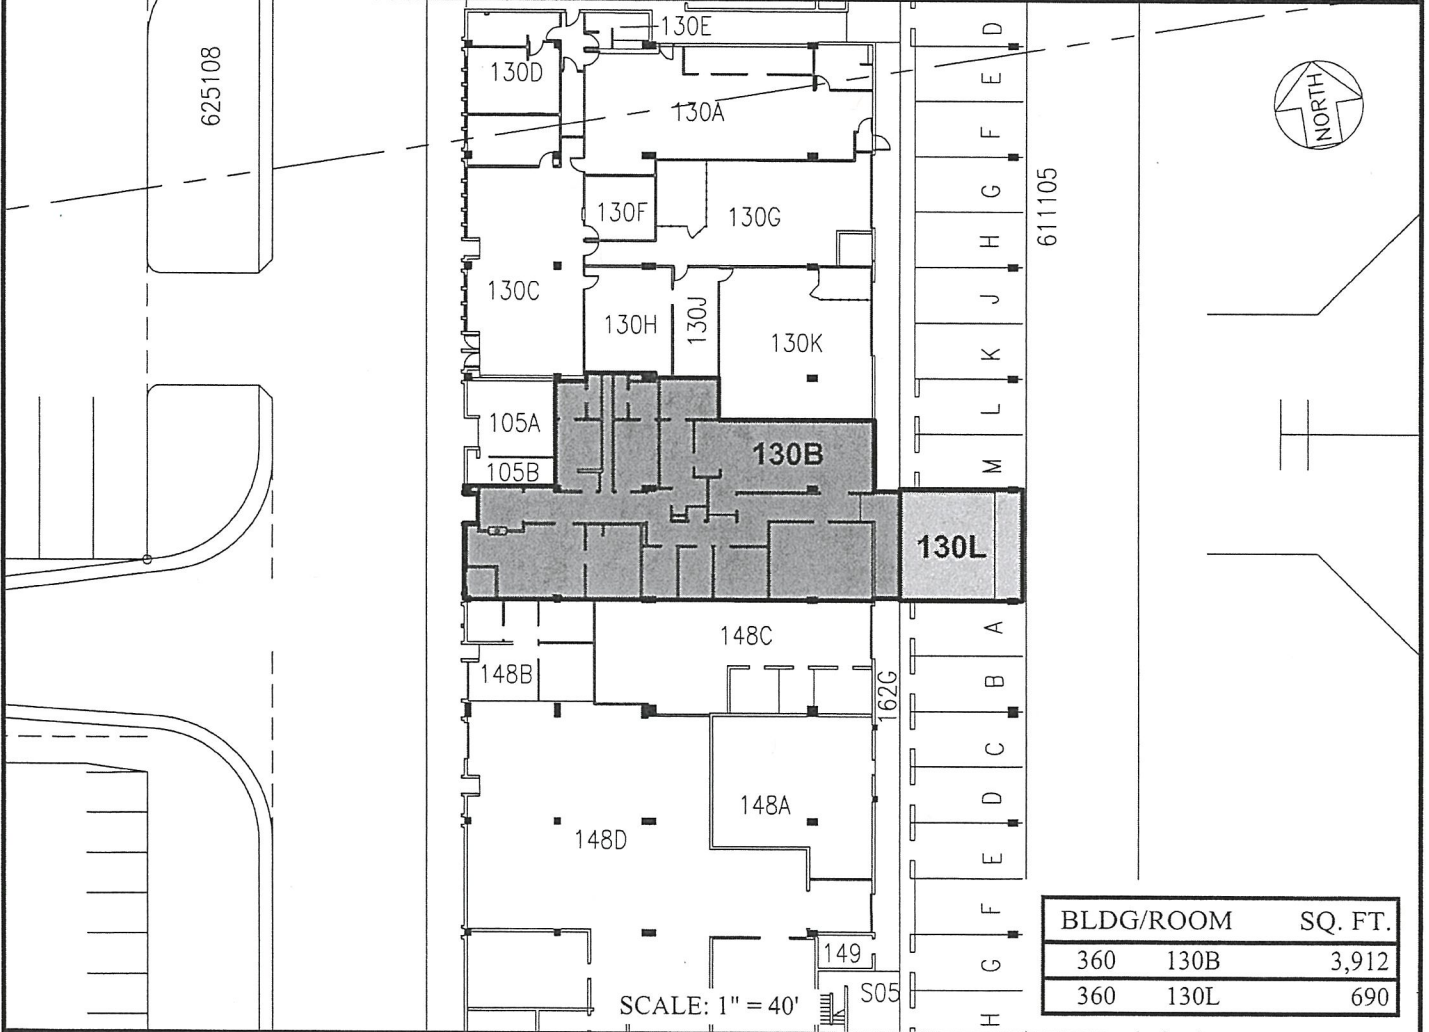 130E
130D
625108
130A
NORTH
D
E
F
G
H
J
K
L
M
611105
130F
130G
130C
130H
130J
130K
105A
105B
130B
130L
148C
148B
162G
148A
148D
A
B
C
D
E
F
G
H
149
S05
SCALE: 1" = 40'
BLDG/ROOM SQ. FT.
360 130B 3,912
360 130L 690